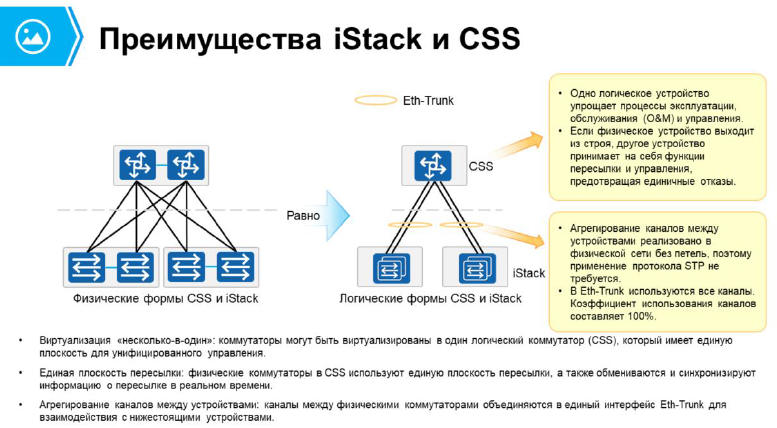 Преимущества iStack и CSS
Eth-Trunk
• Одно логическое устройство
упрощает процессы эксплуатации,
обслуживания (O&M) и управления.
• Если физическое устройство выходит
из строя, другое устройство
принимает на себя функции
пересылки и управления,
предотвращая единичные отказы.
CSS
Равно
• Агрегирование каналов между
устройствами реализовано в
физической сети без петель, поэтому
применение протокола STP не
требуется.
• В Eth-Trunk используются все каналы.
Коэффициент использования каналов
составляет 100%.
iStack
Физические формы CSS и iStack
Логические формы CSS и iStack
• Виртуализация «несколько-в-один»: коммутаторы могут быть виртуализированы в один логический коммутатор (CSS), который имеет единую
плоскость для унифицированного управления.
• Единая плоскость пересылки: физические коммутаторы в CSS используют единую плоскость пересылки, а также обмениваются и синхронизируют
информацию о пересылке в реальном времени.
• Агрегирование каналов между устройствами: каналы между физическими коммутаторами объединяются в единый интерфейс Eth-Trunk для
взаимодействия с нижестоящими устройствами.